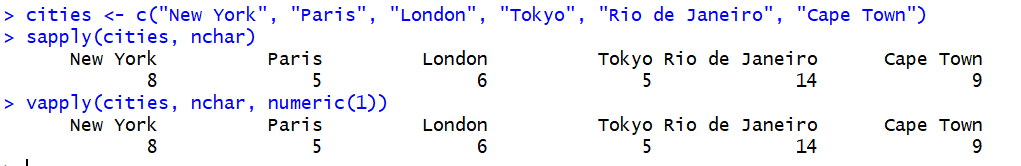 > cities <- c("New York", "Paris", "London", "Tokyo", "Rio de Janeiro", "Cape Town")
> sapply(cities, nchar)
      New York          Paris         London          Tokyo Rio de Janeiro      Cape Town
             8              5              6              5             14              9
> vapply(cities, nchar, numeric(1))
      New York          Paris         London          Tokyo Rio de Janeiro      Cape Town
             8              5              6              5             14              9